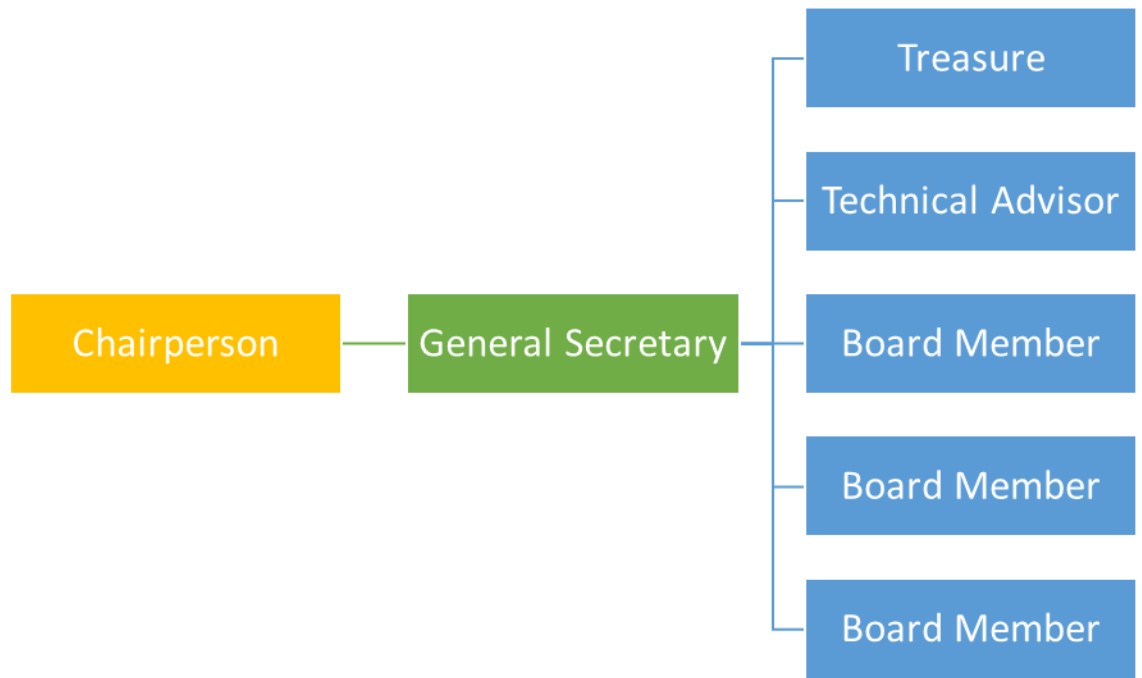 Chairperson
General Secretary
Treasure
Technical Advisor
Board Member
Board Member
Board Member